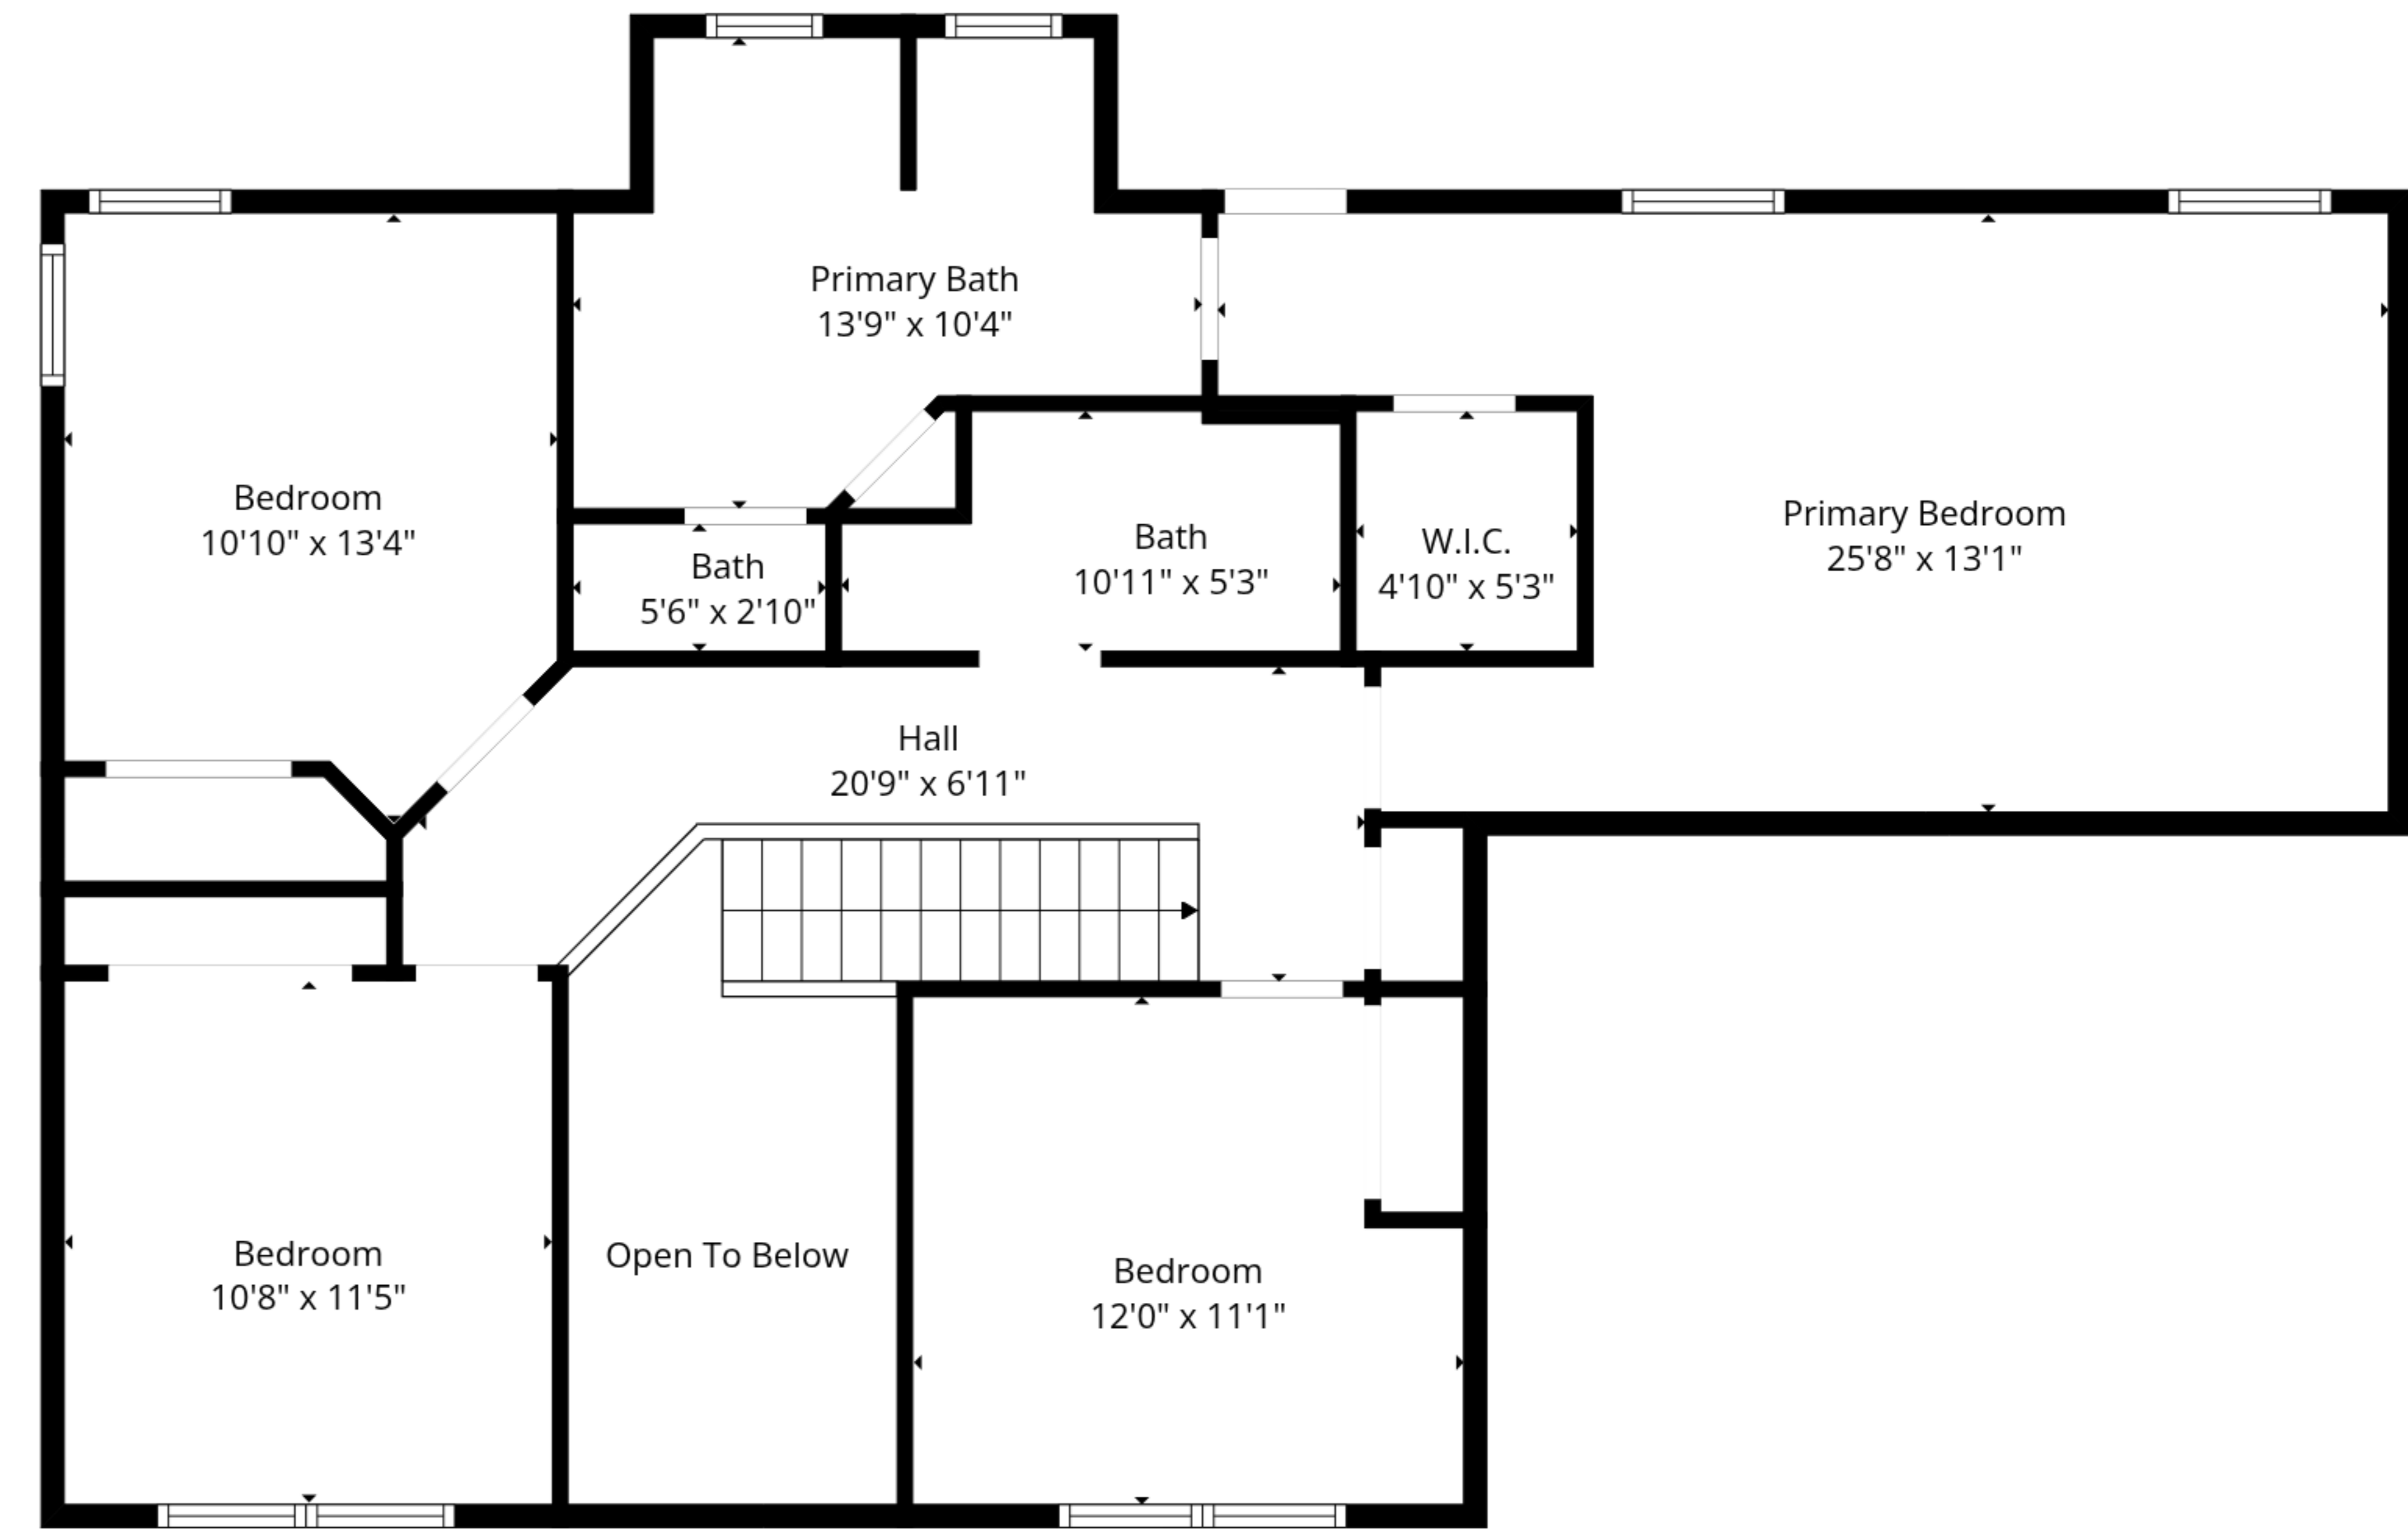 Primary Bath
13'9" x 10'4"
Bedroom
10'10" x 13'4"
Primary Bedroom
25'8" x 13'1"
Bath
10'11" x 5'3"
W.I.C.
4'10" x 5'3"
Bath
5'6" x 2'10"
Hall
20'9" x 6'11"
Bedroom
10'8" x 11'5"
Open To Below
Bedroom
12'0" x 11'1"